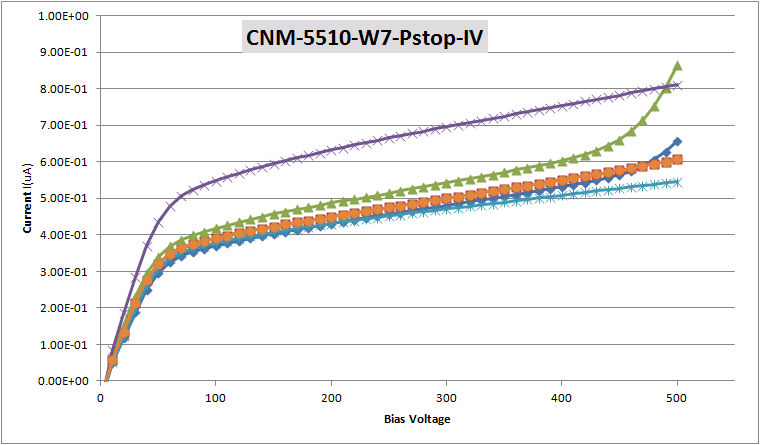 CNM-5510-W7-Pstop-IV
1.00E+00
9.00E-01
8.00E-01
7.00E-01
6.00E-01
5.00E-01
4.00E-01
3.00E-01
2.00E-01
1.00E-01
0.00E+00
Current I(uA)
0 100 200 300 400 500
Bias Voltage